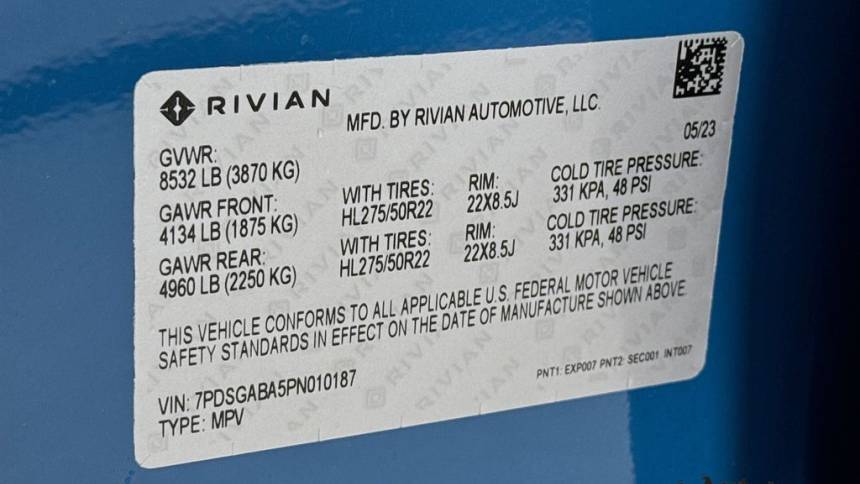 RIVIAN
MFD. BY RIVIAN AUTOMOTIVE, LLC.
05/23
GVWR:
8532 LB (3870 KG)
GAWR FRONT: WITH TIRES: RIM: COLD TIRE PRESSURE:
4134 LB (1875 KG) HL275/50R22 22X8.5J 331 KPA, 48 PSI
GAWR REAR: WITH TIRES: RIM: COLD TIRE PRESSURE:
4960 LB (2250 KG) HL275/50R22 22X8.5J 331 KPA, 48 PSI
THIS VEHICLE CONFORMS TO ALL APPLICABLE U.S. FEDERAL MOTOR VEHICLE
SAFETY STANDARDS IN EFFECT ON THE DATE OF MANUFACTURE SHOWN ABOVE.
PNT1: EXP007 PNT2: SEC001 INT007
VIN: 7PDSGABA5PN010187
TYPE: MPV